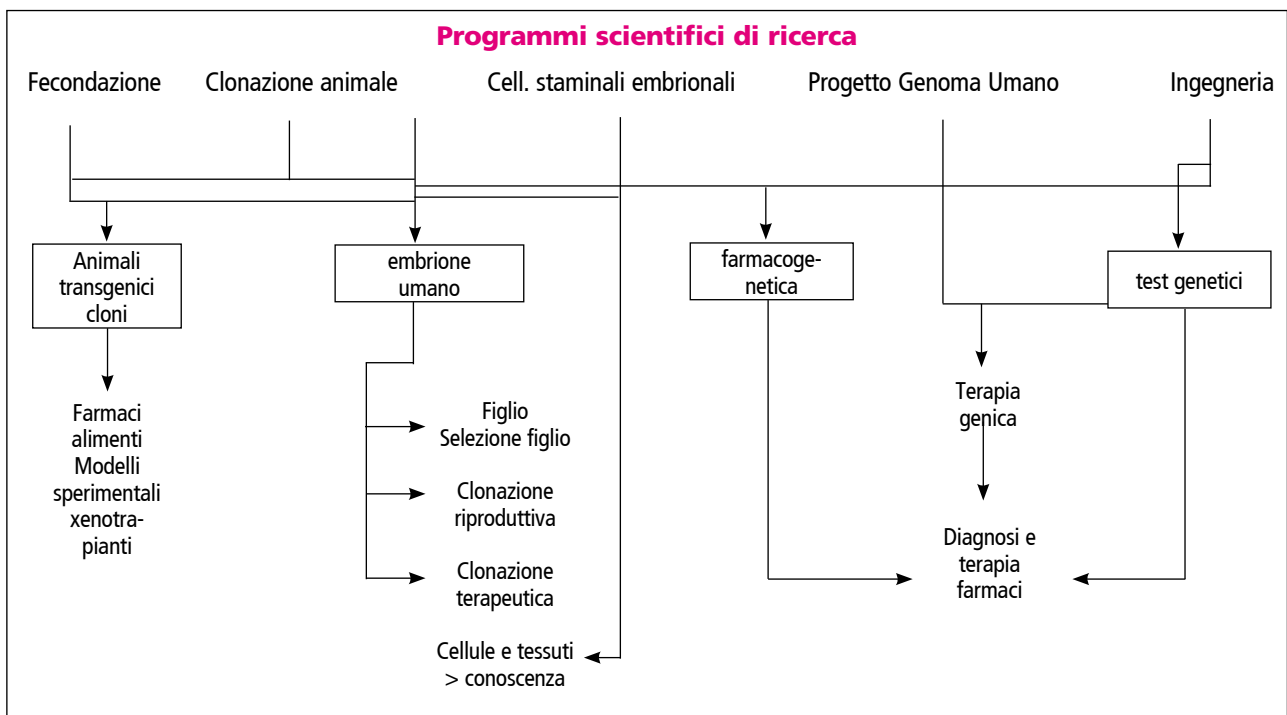 Programmi scientifici di ricerca
Fecondazione
Clonazione animale
Cell. staminali embrionali
Progetto Genoma Umano
Ingegneria
Animali
transgenici
cloni
embrione
umano
farmacoge-
netica
test genetici
Farmaci
alimenti
Modelli
sperimentali
xenotra-
pianti
Figlio
Selezione figlio
Clonazione
riproduttiva
Clonazione
terapeutica
Cellule e tessuti
> conoscenza
Terapia
genica
Diagnosi e
terapia
farmaci